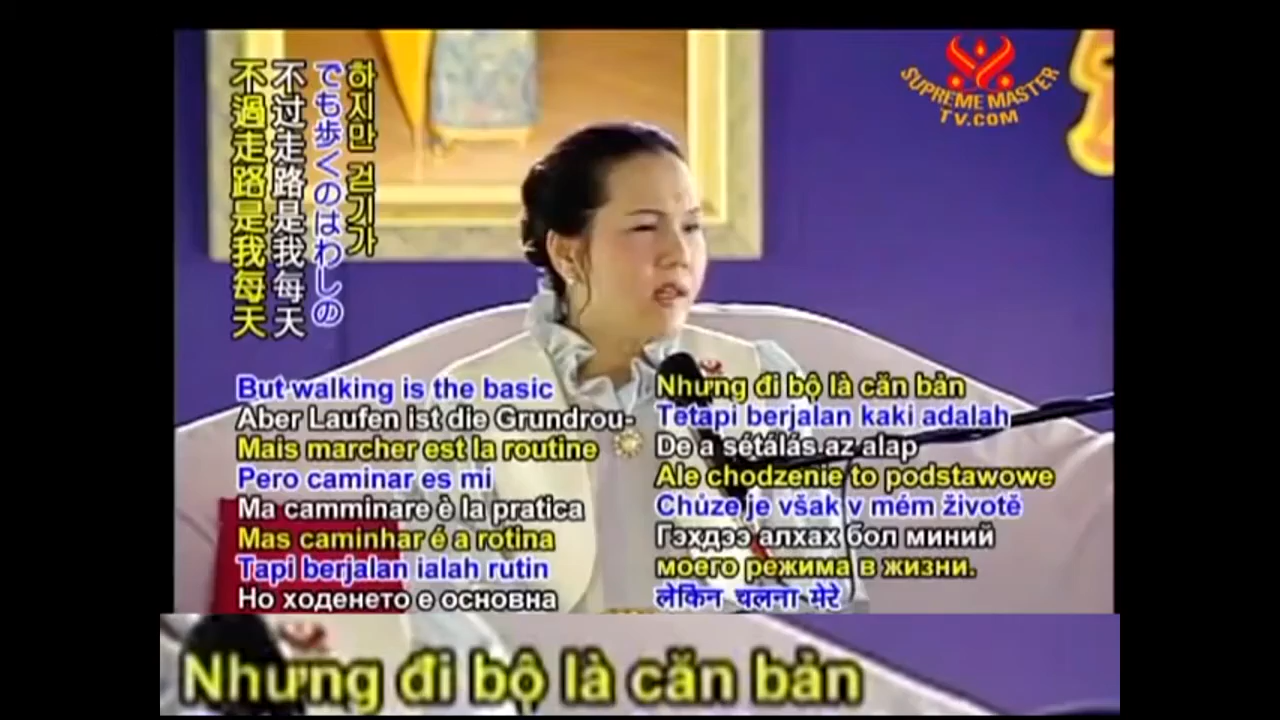 하지만 걷기가
でも歩くのはわしの
不过走路是我每天
不過走路是我每天
SUPREME MASTER
TV.COM
But walking is the basic
Aber Laufen ist die Grundrou-
Mais marcher est la routine
Pero caminar es mi
Ma camminare è la pratica
Mas caminhar é a rotina
Tapi berjalan ialah rutin
Но ходенето е основна
Nhưng đi bộ là căn bản
Tetapi berjalan kaki adalah
De a sétálás az alap
Ale chodzenie to podstawowe
Chůze je však v mém životě
Гэхдээ алхах бол миний
моего режима в жизни.
लेकिन चलना मेरे
Nhưng đi bộ là căn bản